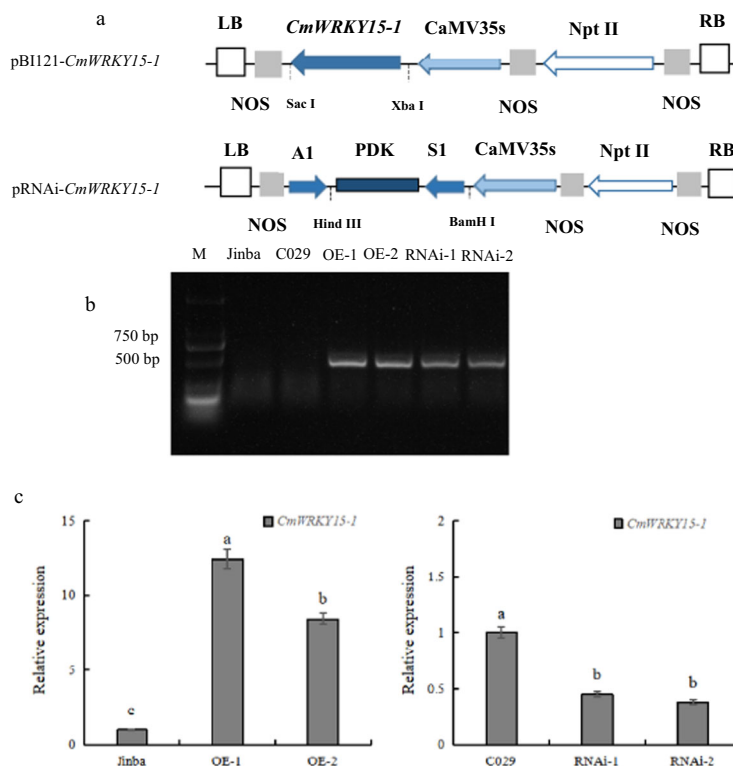 a
LB CmWRKY15-1 CaMV35s Npt II RB
pBI121-CmWRKY15-1
NOS Sac I Xba I NOS NOS
LB A1 PDK S1 CaMV35s Npt II RB
pRNAi-CmWRKY15-1
NOS Hind III BamH I NOS NOS
M Jinba C029 OE-1 OE-2 RNAi-1 RNAi-2
b
750 bp
500 bp
c
15
10
5
0
Relative expression
CmWRKY15-1
a
b
c
Jinba OE-1 OE-2
2
1.5
1
0.5
0
Relative expression
CmWRKY15-1
a
b
b
C029 RNAi-1 RNAi-2